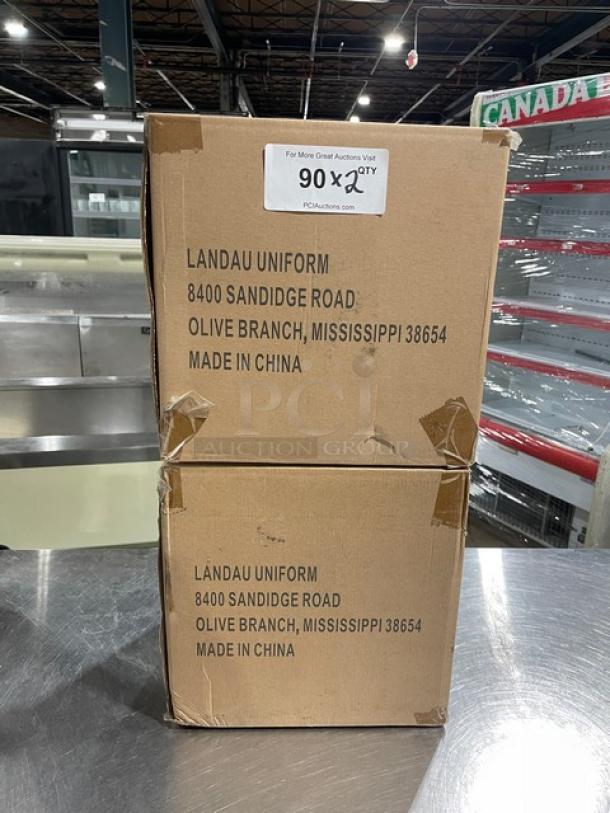 CANADA
For More Great Auctions Visit
90 x 2 QTY
PCIAuctions.com
LANDAU UNIFORM
8400 SANDIDGE ROAD
OLIVE BRANCH, MISSISSIPPI 38654
MADE IN CHINA
PCI
AUCTION GROUP
LANDAU UNIFORM
8400 SANDIDGE ROAD
OLIVE BRANCH, MISSISSIPPI 38654
MADE IN CHINA